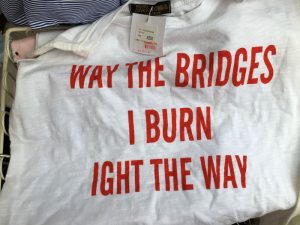 WAY THE BRIDGES
I BURN
IGHT THE WAY